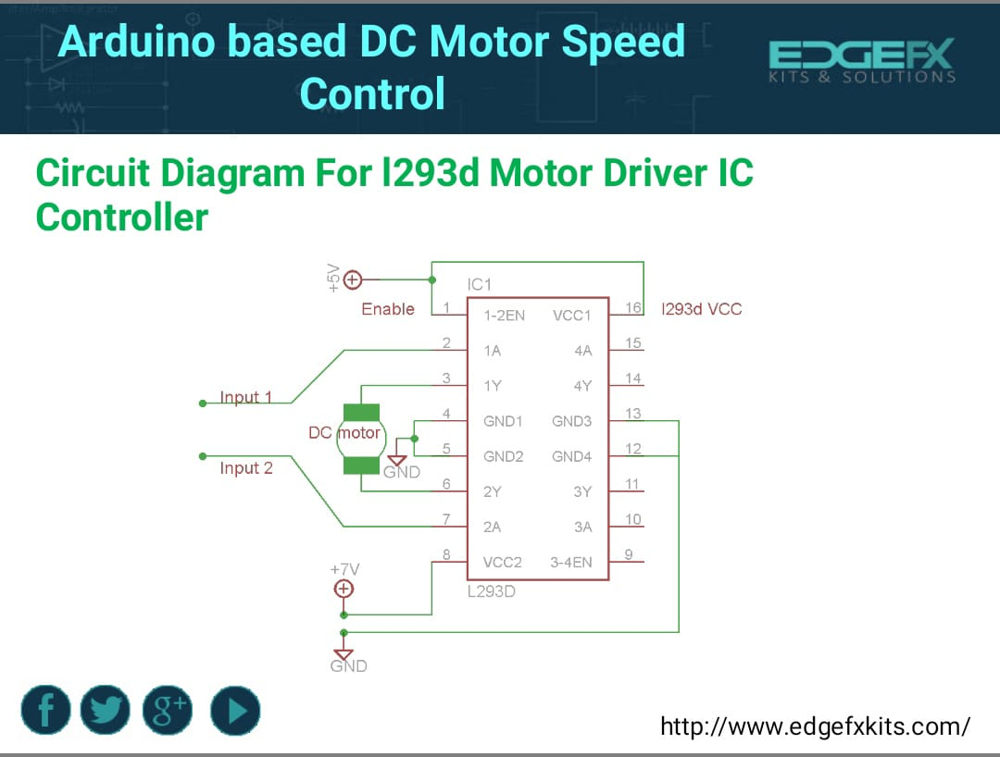 Arduino based DC Motor Speed
Control
EDGEFX
KITS & SOLUTIONS
Circuit Diagram For l293d Motor Driver IC
Controller
+5V
IC1
Enable
1
1-2EN
VCC1
16
l293d VCC
2
1A
4A
15
3
1Y
4Y
14
Input 1
4
GND1
GND3
13
DC motor
5
GND2
GND4
12
Input 2
GND
6
2Y
3Y
11
7
2A
3A
10
8
VCC2
3-4EN
9
+7V
L293D
GND
f
g+
http://www.edgefxkits.com/